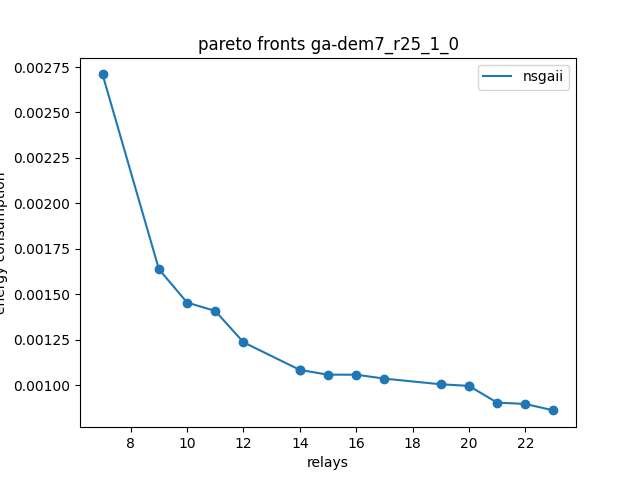 pareto fronts ga-dem7_r25_1_0
nsgaii
0.00275
0.00250
0.00225
0.00200
0.00175
0.00150
0.00125
0.00100
energy consumption
8 10 12 14 16 18 20 22
relays